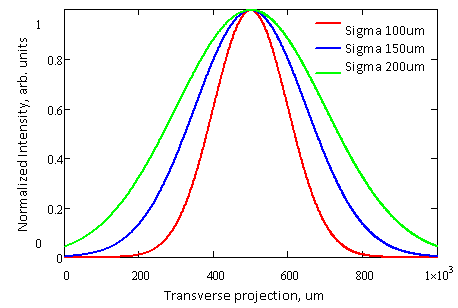 1
0.8
0.6
0.4
0.2
0
0
Normalized Intensity, arb. units
Sigma 100um
Sigma 150um
Sigma 200um
0 200 400 600 800 1×10³
Transverse projection, um